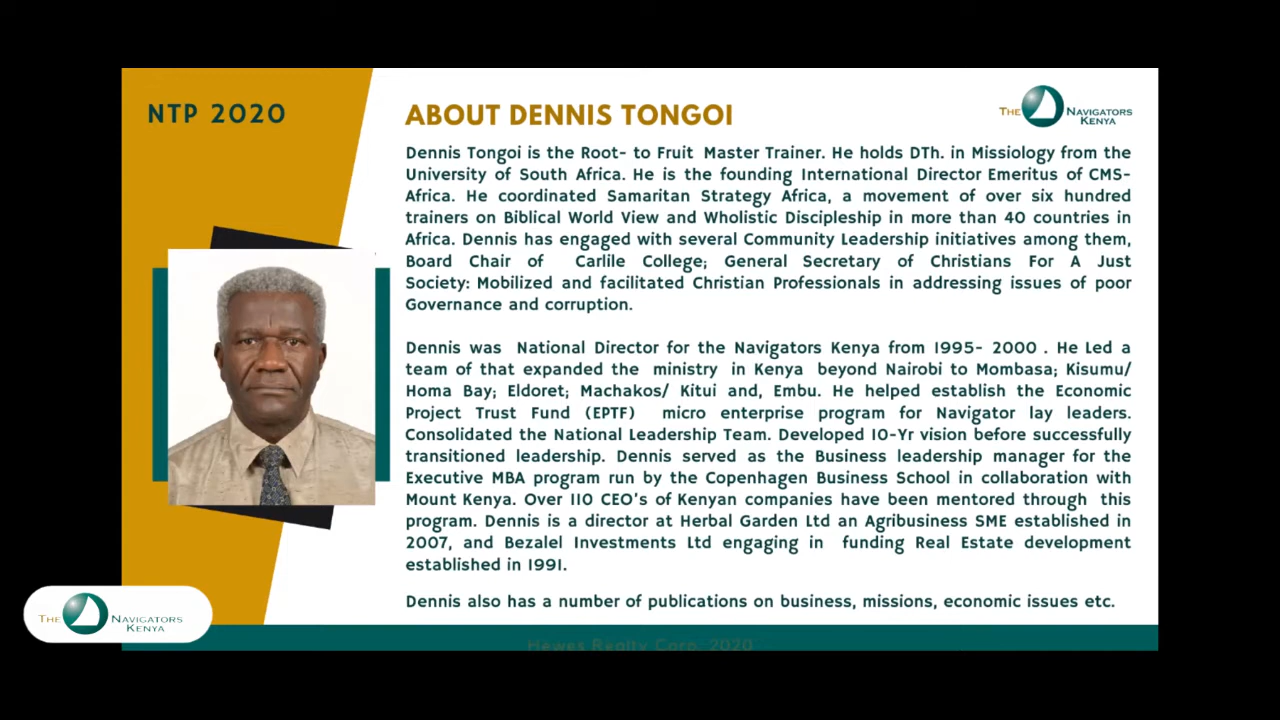 NTP 2020
ABOUT DENNIS TONGOI
THE NAVIGATORS
KENYA
Dennis Tongoi is the Root- to Fruit Master Trainer. He holds DTh. in Missiology from the
University of South Africa. He is the founding International Director Emeritus of CMS-
Africa. He coordinated Samaritan Strategy Africa, a movement of over six hundred
trainers on Biblical World View and Wholistic Discipleship in more than 40 countries in
Africa. Dennis has engaged with several Community Leadership initiatives among them,
Board Chair of Carlile College; General Secretary of Christians For A Just
Society: Mobilized and facilitated Christian Professionals in addressing issues of poor
Governance and corruption.
Dennis was National Director for the Navigators Kenya from 1995- 2000 . He Led a
team of that expanded the ministry in Kenya beyond Nairobi to Mombasa; Kisumu/
Homa Bay; Eldoret; Machakos/ Kitui and, Embu. He helped establish the Economic
Project Trust Fund (EPTF) micro enterprise program for Navigator lay leaders.
Consolidated the National Leadership Team. Developed 10-Yr vision before successfully
transitioned leadership. Dennis served as the Business leadership manager for the
Executive MBA program run by the Copenhagen Business School in collaboration with
Mount Kenya. Over 110 CEO's of Kenyan companies have been mentored through this
program. Dennis is a director at Herbal Garden Ltd an Agribusiness SME established in
2007, and Bezalel Investments Ltd engaging in funding Real Estate development
established in 1991.
Dennis also has a number of publications on business, missions, economic issues etc.
THE NAVIGATORS
KENYA
Hewes Realty Corp. 2020